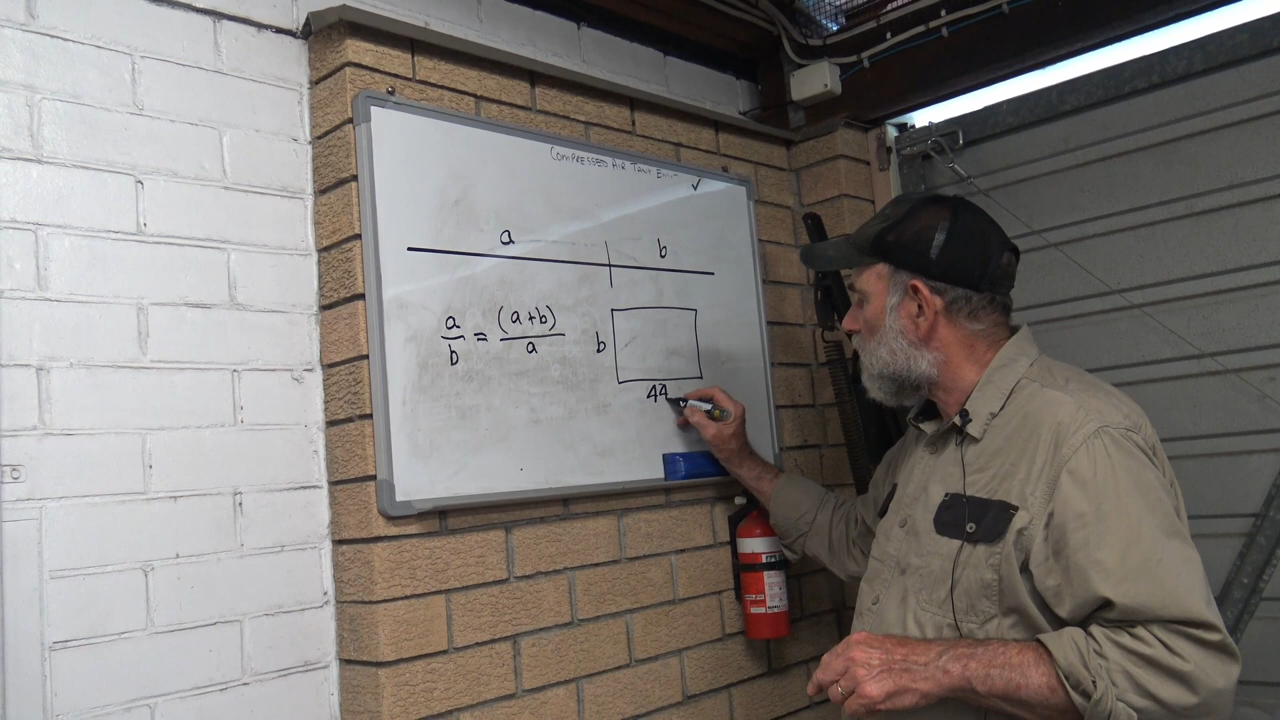 COMPRESSED AIR TANK
✓
a b
a/b = (a+b)/a
b
44